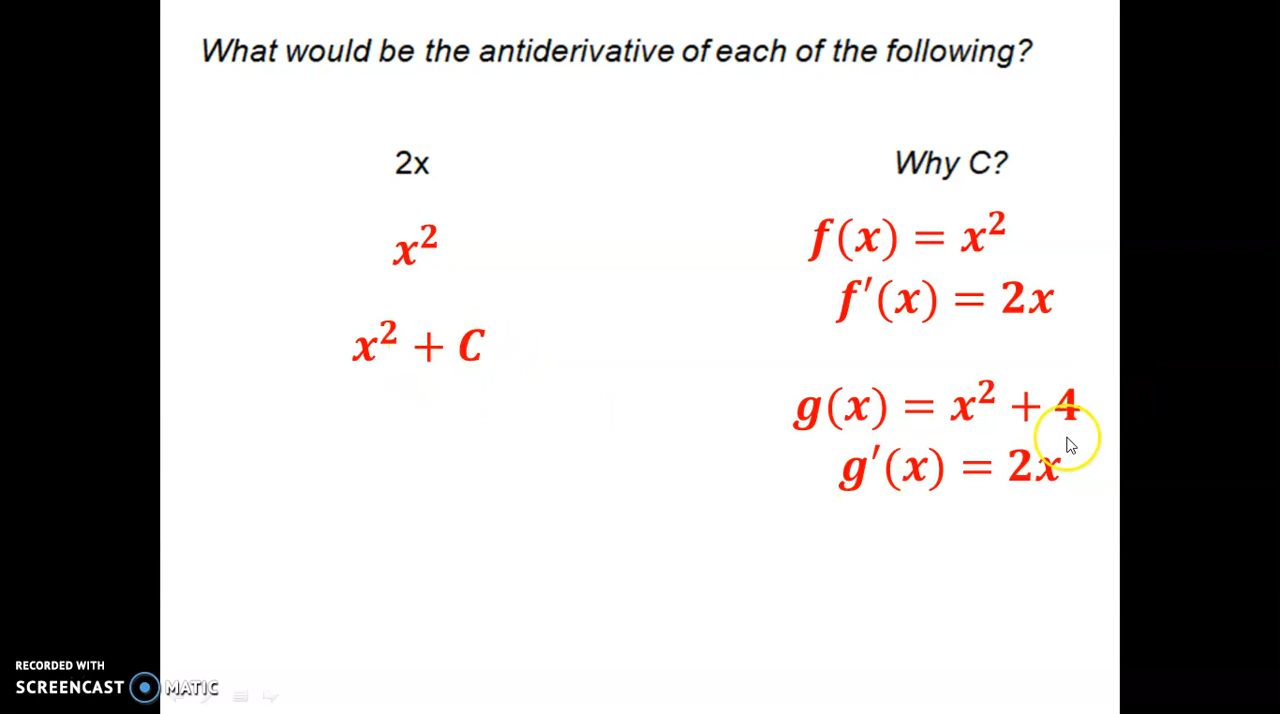 What would be the antiderivative of each of the following?
2x
x²
x² + C
Why C?
f(x) = x²
f′(x) = 2x
g(x) = x² + 4
g′(x) = 2x
RECORDED WITH
SCREENCAST MATIC